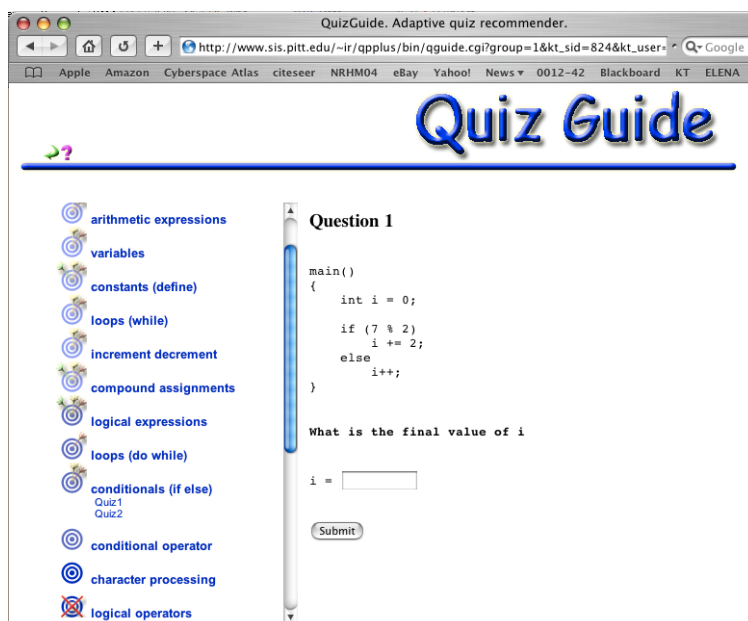 QuizGuide. Adaptive quiz recommender.
http://www.sis.pitt.edu/~ir/qpplus/bin/qguide.cgi?group=1&kt_sid=824&kt_user= Google
Apple Amazon Cyberspace Atlas citeseer NRHM04 eBay Yahoo! News 0012-42 Blackboard KT ELENA
Quiz Guide
?
arithmetic expressions
variables
constants (define)
loops (while)
increment decrement
compound assignments
logical expressions
loops (do while)
conditionals (if else)
Quiz1
Quiz2
conditional operator
character processing
logical operators
Question 1
main()
{
int i = 0;
if (7 % 2)
i += 2;
else
i++;
}
What is the final value of i
i =
Submit